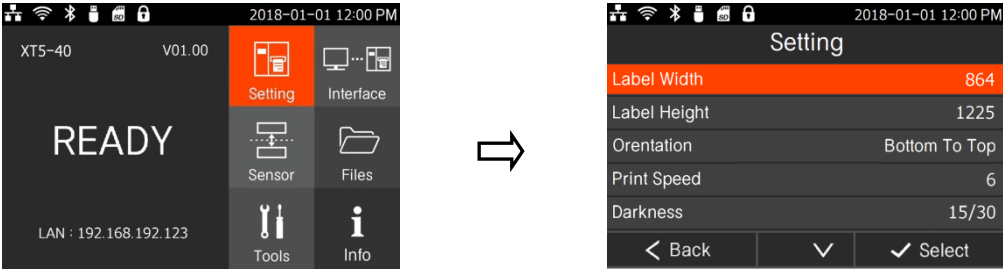 SD
2018-01-01 12:00 PM
XT5-40 V01.00
READY
LAN : 192.168.192.123
Setting Interface
Sensor Files
Tools Info
SD
2018-01-01 12:00 PM
Setting
Label Width 864
Label Height 1225
Orentation Bottom To Top
Print Speed 6
Darkness 15/30
Back Select